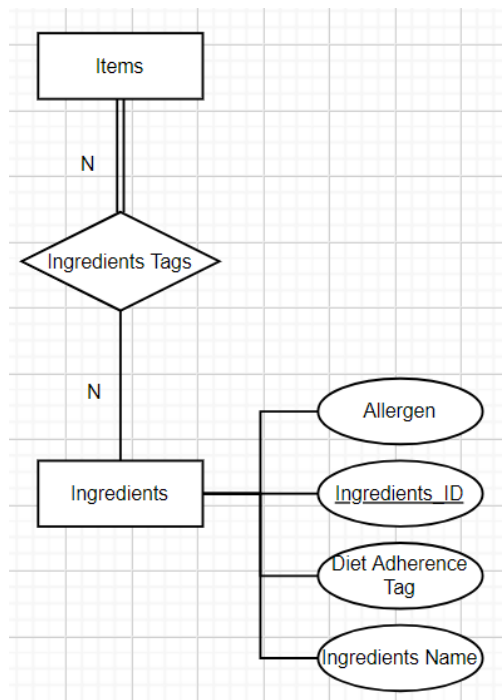 Items
N
Ingredients Tags
N
Allergen
Ingredients
Ingredients_ID
Diet Adherence
Tag
Ingredients Name